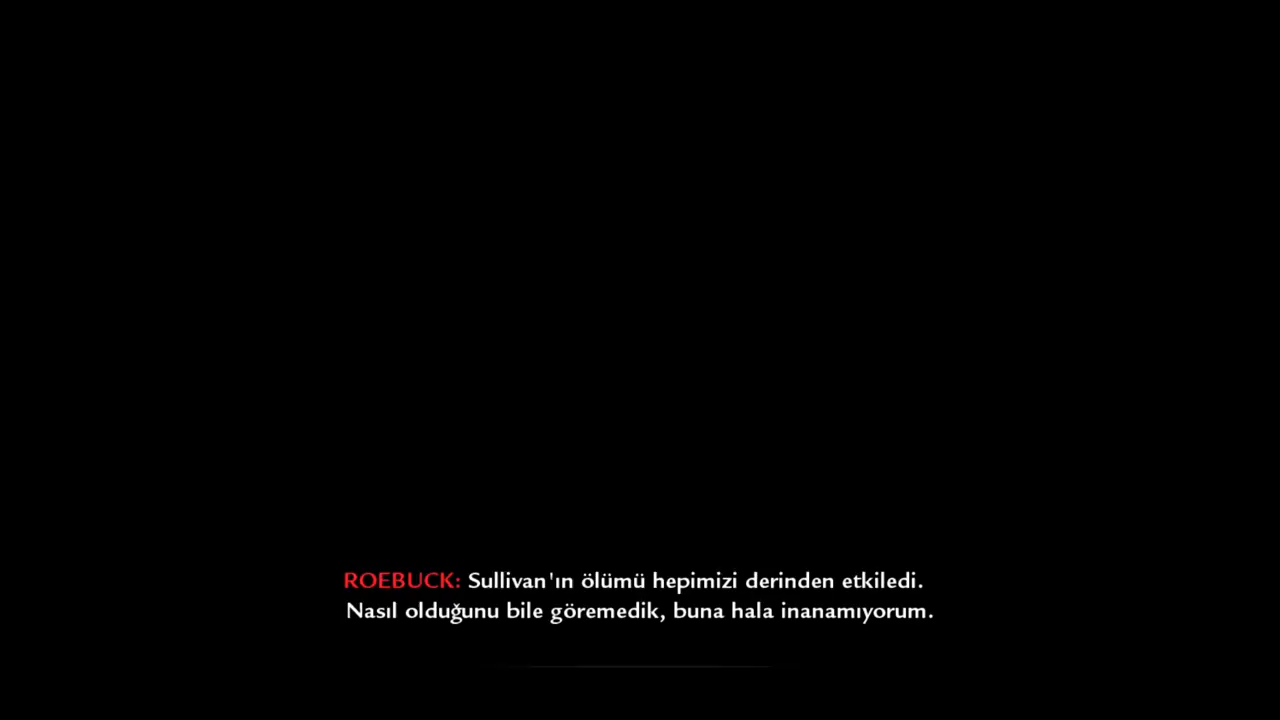 ROEBUCK: Sullivan'ın ölümü hepimizi derinden etkiledi.
Nasıl olduğunu bile göremedik, buna hala inanamıyorum.